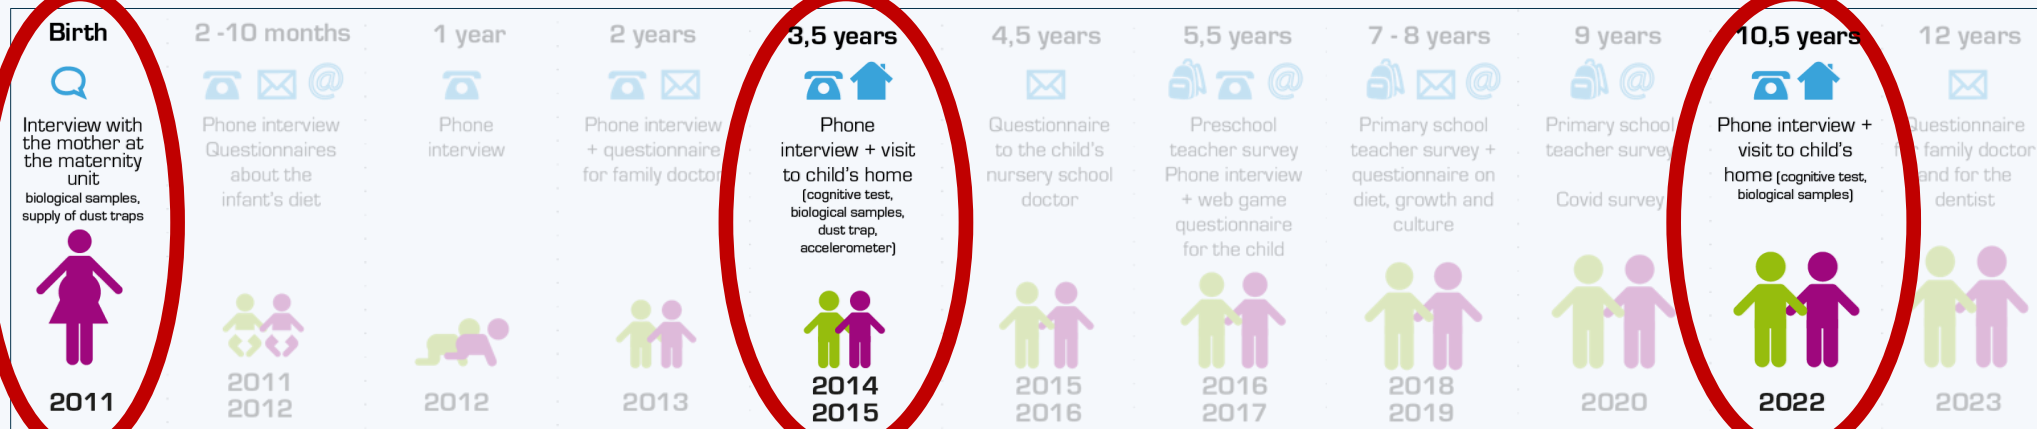 Birth
Interview with
the mother at
the maternity
unit
biological samples,
supply of dust traps
2011
2 -10 months
Phone interview
Questionnaires
about the
infant's diet
2011
2012
1 year
Phone
interview
2012
2 years
Phone interview
+ questionnaire
for family doctor
2013
3,5 years
Phone
interview + visit
to child's home
(cognitive test,
biological samples,
dust trap,
accelerometer)
2014
2015
4,5 years
Questionnaire
to the child's
nursery school
doctor
2015
2016
5,5 years
@
Preschool
teacher survey
Phone interview
+ web game
questionnaire
for the child
2016
2017
7 - 8 years
@
Primary school
teacher survey +
questionnaire on
diet, growth and
culture
2018
2019
9 years
@
Primary school
teacher survey
Covid survey
2020
10,5 years
Phone interview +
visit to child's
home (cognitive test,
biological samples)
2022
12 years
Questionnaire
for family doctor
and for the
dentist
2023